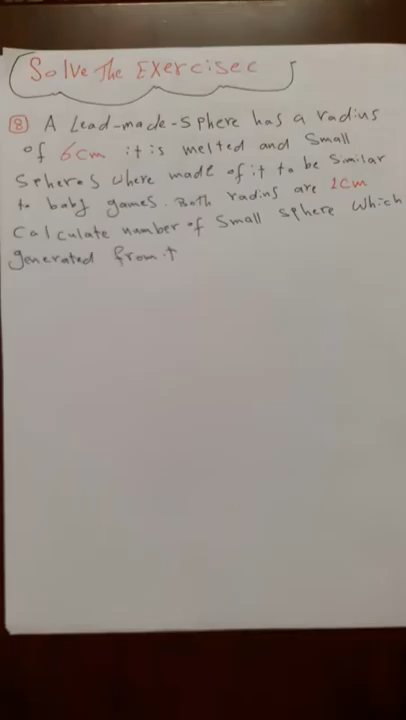 Solve The Exercisec
8 A Lead-made-sphere has a radius
of 6cm it is melted and small
spheres where made of it to be similar
to baby games. Both radius are 2cm
Calculate number of small sphere which
generated from it